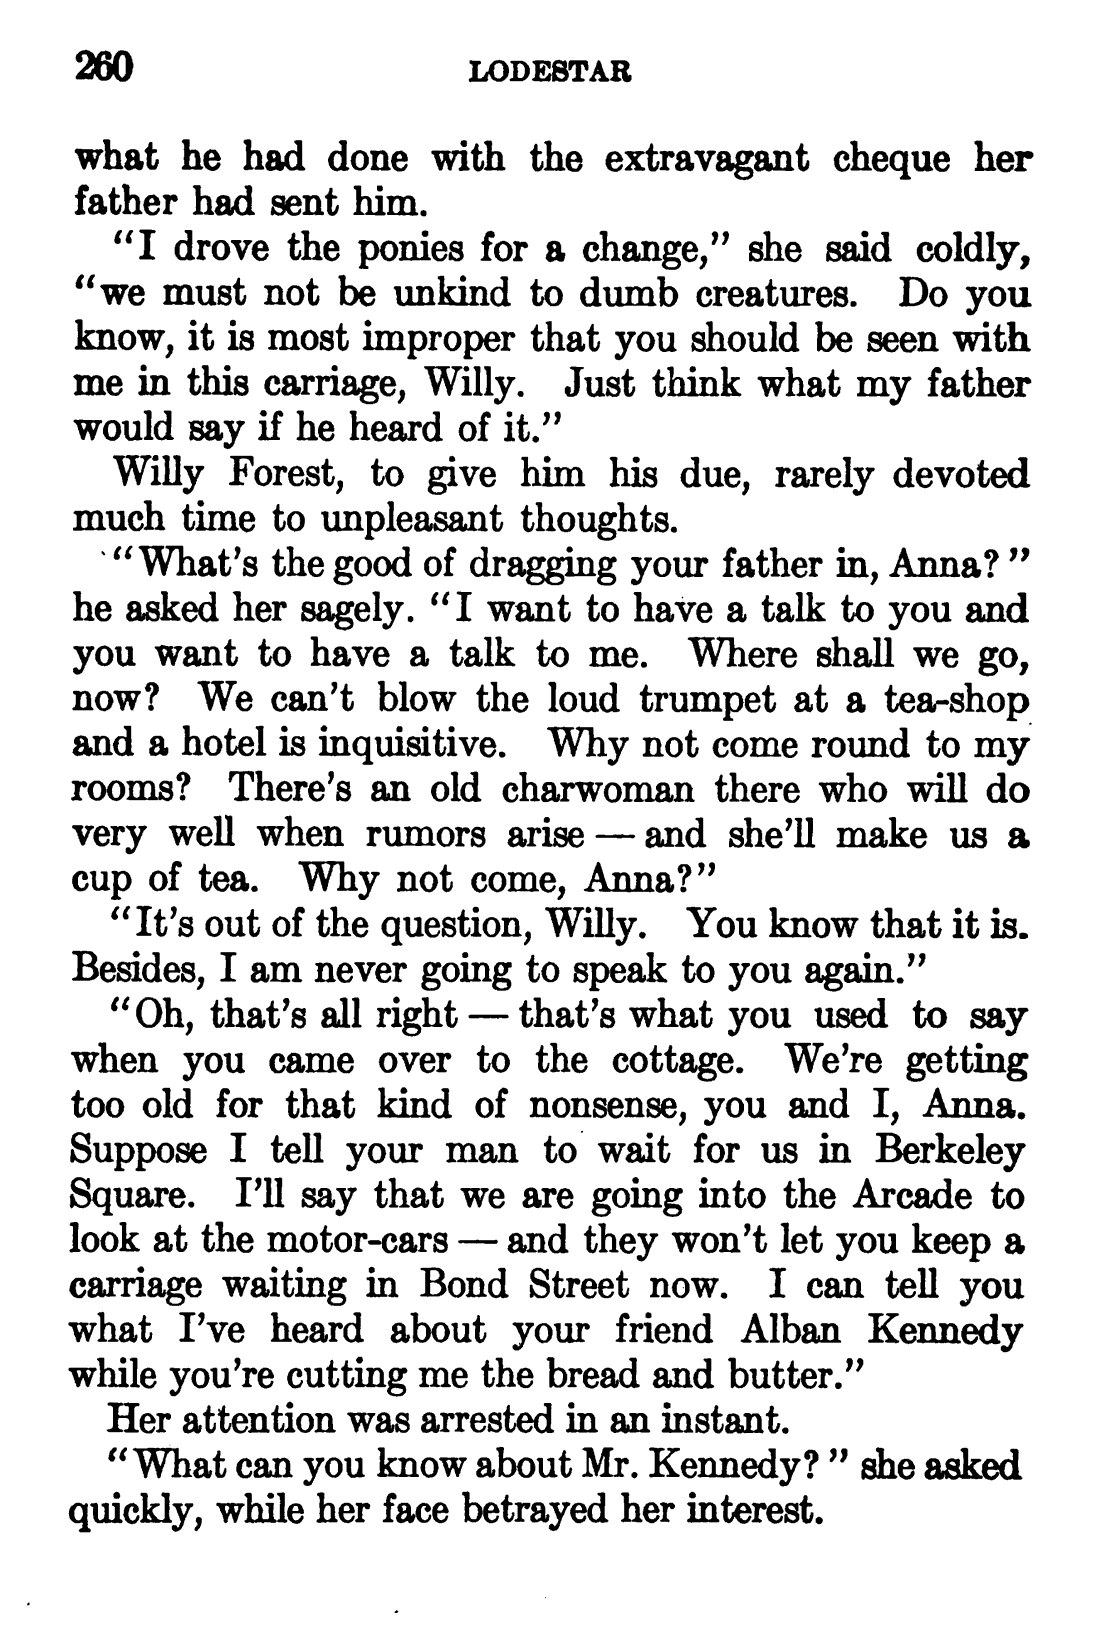 260 LODESTAR
what he had done with the extravagant cheque her
father had sent him.
"I drove the ponies for a change," she said coldly,
"we must not be unkind to dumb creatures. Do you
know, it is most improper that you should be seen with
me in this carriage, Willy. Just think what my father
would say if he heard of it."
Willy Forest, to give him his due, rarely devoted
much time to unpleasant thoughts.
"What's the good of dragging your father in, Anna?"
he asked her sagely. "I want to have a talk to you and
you want to have a talk to me. Where shall we go,
now? We can't blow the loud trumpet at a tea-shop
and a hotel is inquisitive. Why not come round to my
rooms? There's an old charwoman there who will do
very well when rumors arise — and she'll make us a
cup of tea. Why not come, Anna?"
"It's out of the question, Willy. You know that it is.
Besides, I am never going to speak to you again."
"Oh, that's all right — that's what you used to say
when you came over to the cottage. We're getting
too old for that kind of nonsense, you and I, Anna.
Suppose I tell your man to wait for us in Berkeley
Square. I'll say that we are going into the Arcade to
look at the motor-cars — and they won't let you keep a
carriage waiting in Bond Street now. I can tell you
what I've heard about your friend Alban Kennedy
while you're cutting me the bread and butter."
Her attention was arrested in an instant.
"What can you know about Mr. Kennedy?" she asked
quickly, while her face betrayed her interest.